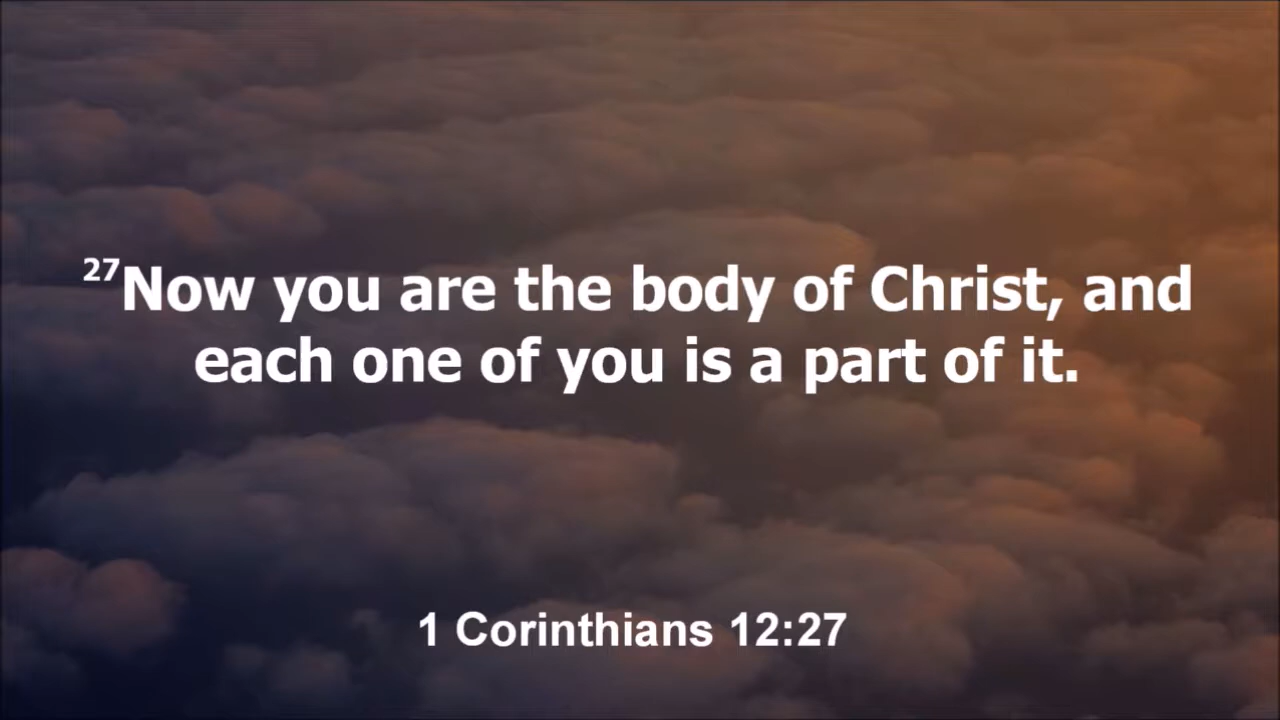 27Now you are the body of Christ, and
each one of you is a part of it.
1 Corinthians 12:27